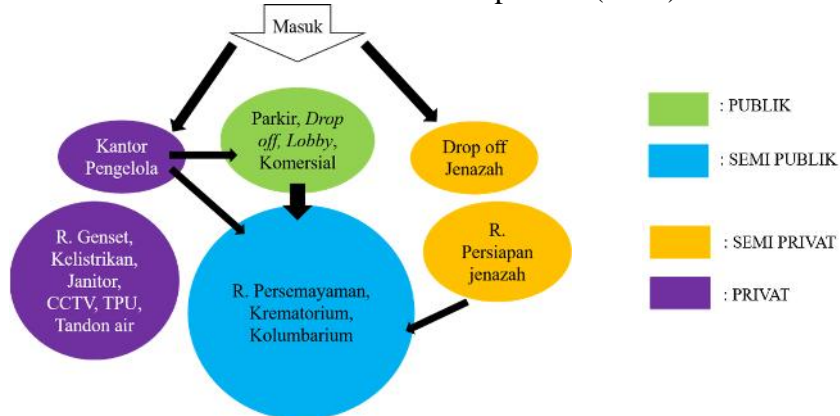 Masuk
Kantor
Pengelola
Parkir, Drop
off, Lobby,
Komersial
Drop off
Jenazah
R. Genset,
Kelistrikan,
Janitor,
CCTV, TPU,
Tandon air
R. Persemayaman,
Krematorium,
Kolumbarium
R.
Persiapan
jenazah
: PUBLIK
: SEMI PUBLIK
: SEMI PRIVAT
: PRIVAT